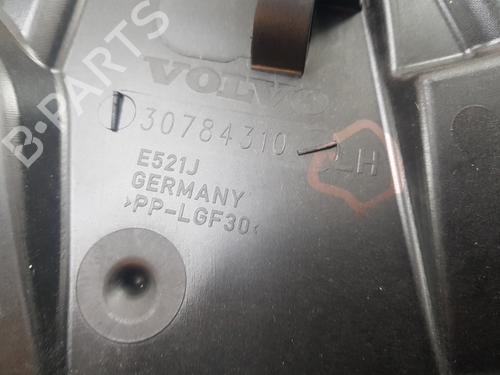 VOLVO
30784310 LH
E521J
GERMANY
>PP-LGF30<
B-PARTS